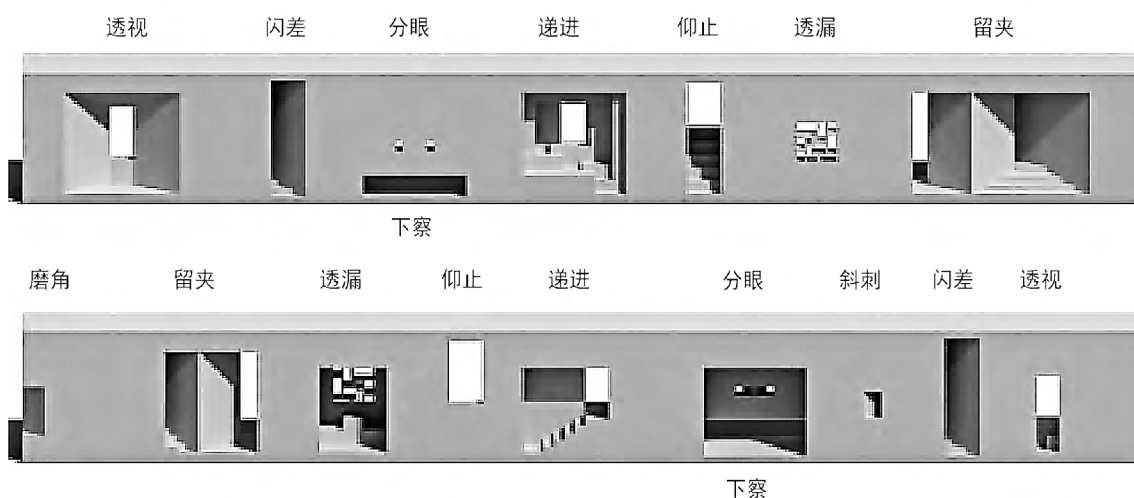 透视 闪差 分眼 递进 仰止 透漏 留夹
下察
磨角 留夹 透漏 仰止 递进 分眼 斜刺 闪差 透视
下察